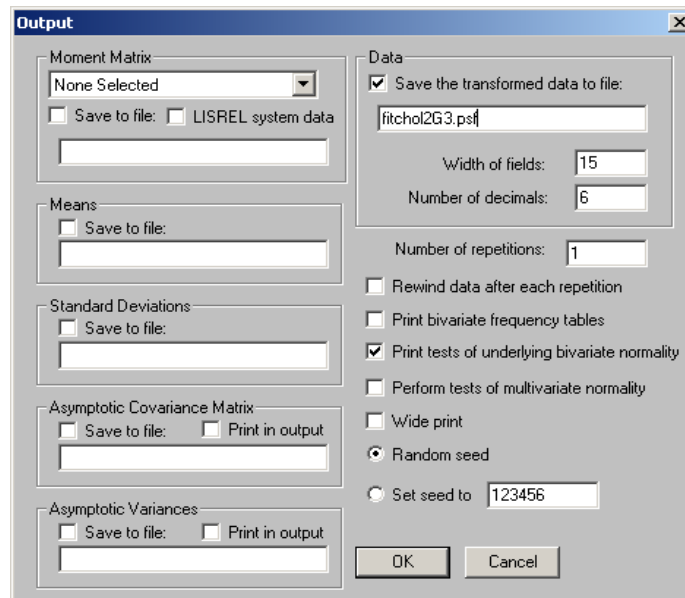 Output
Moment Matrix
None Selected
Save to file:
LISREL system data
Means
Save to file:
Standard Deviations
Save to file:
Asymptotic Covariance Matrix
Save to file:
Print in output
Asymptotic Variances
Save to file:
Print in output
Data
Save the transformed data to file:
fitchol2G3.psf
Width of fields: 15
Number of decimals: 6
Number of repetitions: 1
Rewind data after each repetition
Print bivariate frequency tables
Print tests of underlying bivariate normality
Perform tests of multivariate normality
Wide print
Random seed
Set seed to 123456
OK
Cancel